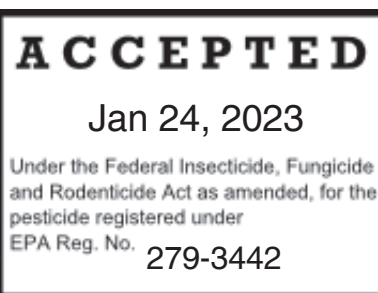 ACCEPTED
Jan 24, 2023
Under the Federal Insecticide, Fungicide
and Rodenticide Act as amended, for the
pesticide registered under
EPA Reg. No. 279-3442